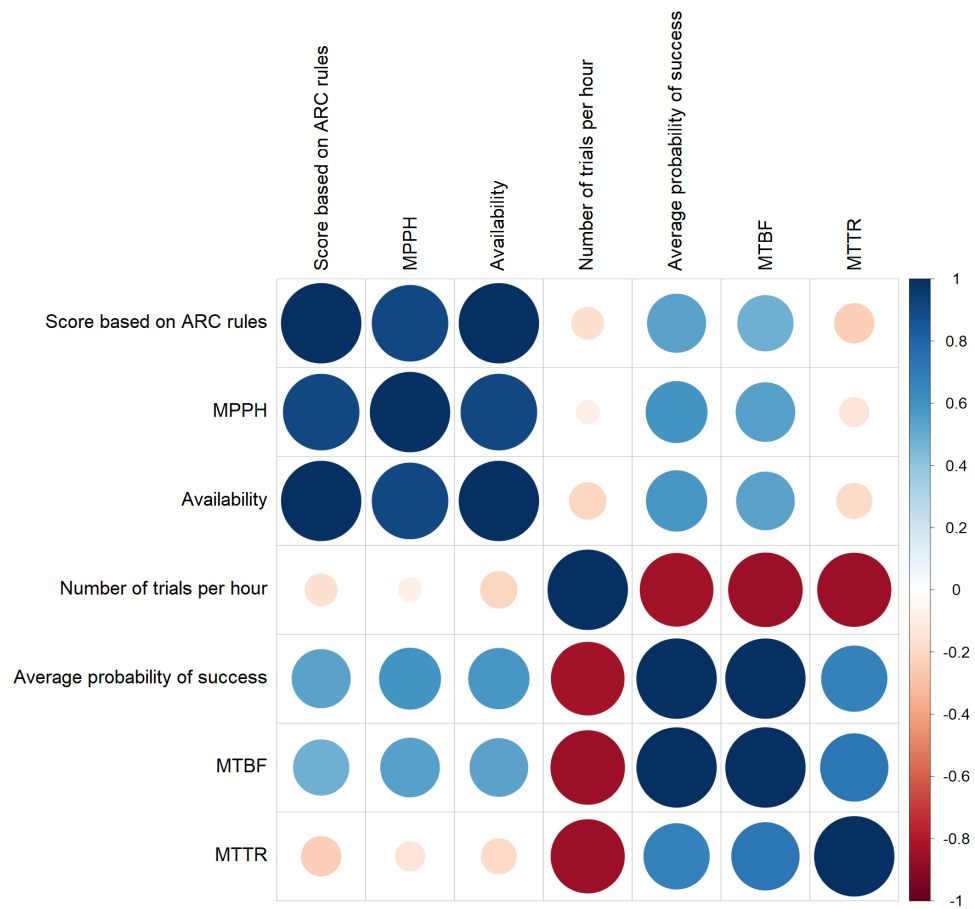 Score based on ARC rules
MPPH
Availability
Number of trials per hour
Average probability of success
MTBF
MTTR
Score based on ARC rules
MPPH
Availability
Number of trials per hour
Average probability of success
MTBF
MTTR
1
0.8
0.6
0.4
0.2
0
-0.2
-0.4
-0.6
-0.8
-1